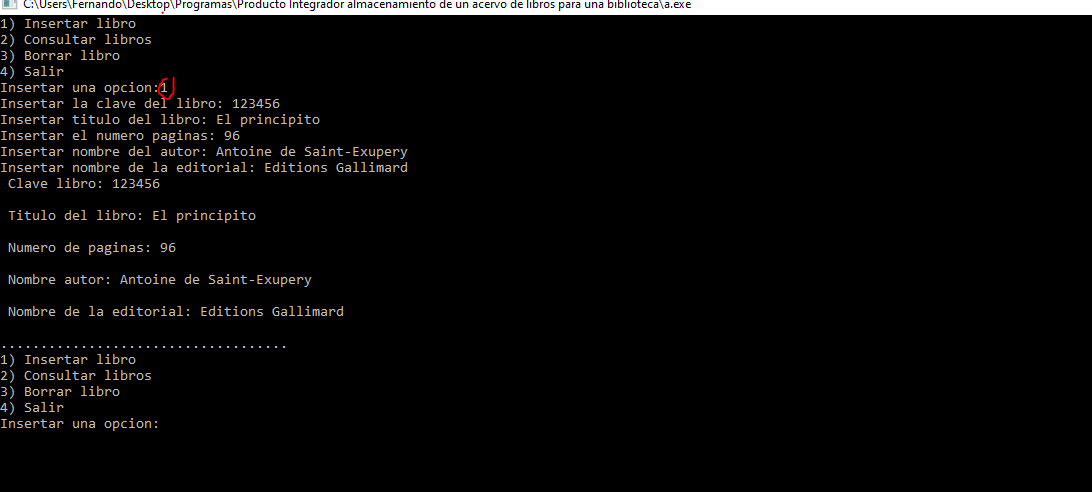 C:\Users\Fernando\Desktop\Programas\Producto Integrador almacenamiento de un acervo de libros para una biblioteca\a.exe
1) Insertar libro
2) Consultar libros
3) Borrar libro
4) Salir
Insertar una opcion:1
Insertar la clave del libro: 123456
Insertar titulo del libro: El principito
Insertar el numero paginas: 96
Insertar nombre del autor: Antoine de Saint-Exupery
Insertar nombre de la editorial: Editions Gallimard
Clave libro: 123456
Titulo del libro: El principito
Numero de paginas: 96
Nombre autor: Antoine de Saint-Exupery
Nombre de la editorial: Editions Gallimard
....................................
1) Insertar libro
2) Consultar libros
3) Borrar libro
4) Salir
Insertar una opcion: